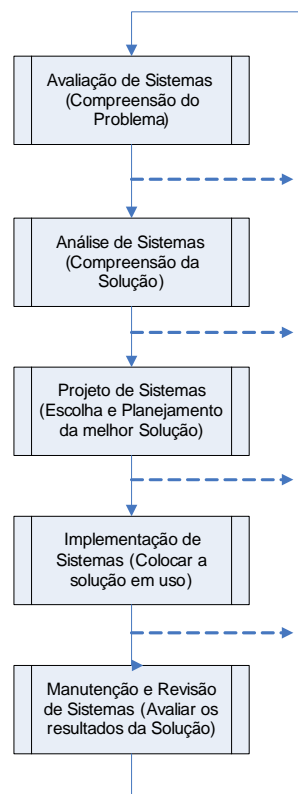 Avaliação de Sistemas
(Compreensão do
Problema)
Análise de Sistemas
(Compreensão da
Solução)
Projeto de Sistemas
(Escolha e Planejamento
da melhor Solução)
Implementação de
Sistemas (Colocar a
solução em uso)
Manutenção e Revisão
de Sistemas (Avaliar os
resultados da Solução)